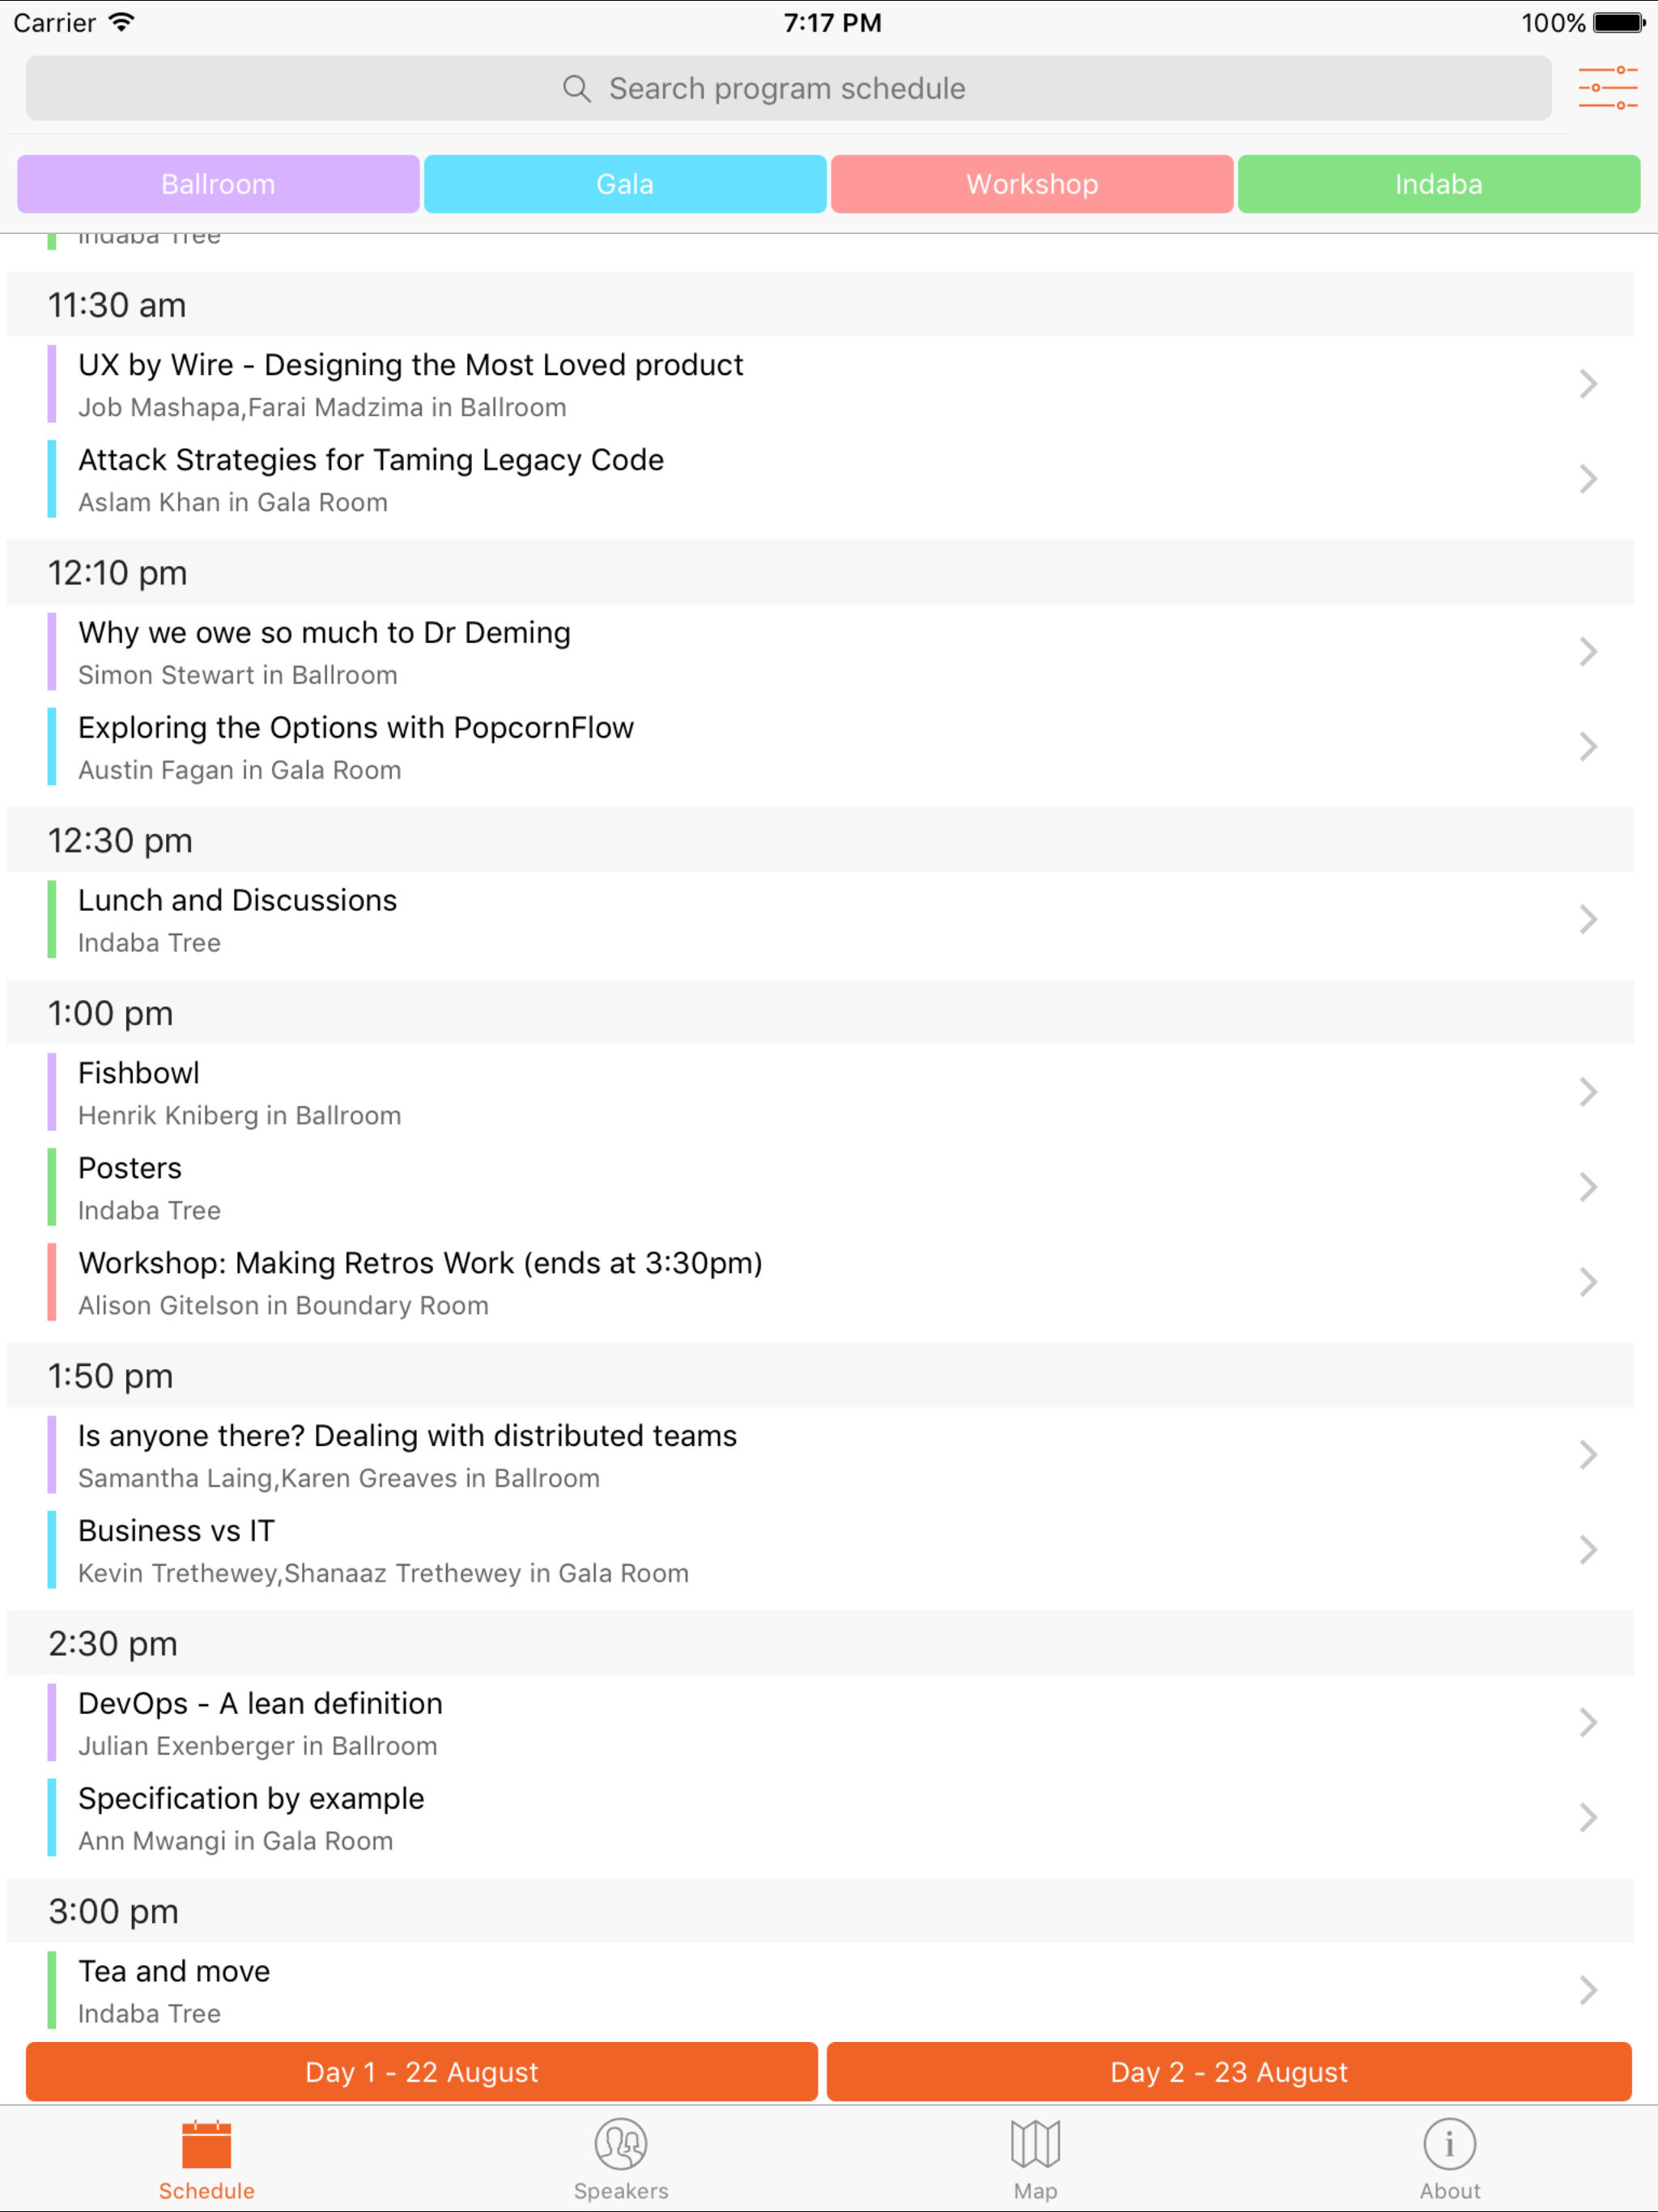 Carrier 7:17 PM 100%
Search program schedule
Ballroom Gala Workshop Indaba
Indaba Tree
11:30 am
UX by Wire - Designing the Most Loved product
Job Mashapa,Farai Madzima in Ballroom
Attack Strategies for Taming Legacy Code
Aslam Khan in Gala Room
12:10 pm
Why we owe so much to Dr Deming
Simon Stewart in Ballroom
Exploring the Options with PopcornFlow
Austin Fagan in Gala Room
12:30 pm
Lunch and Discussions
Indaba Tree
1:00 pm
Fishbowl
Henrik Kniberg in Ballroom
Posters
Indaba Tree
Workshop: Making Retros Work (ends at 3:30pm)
Alison Gitelson in Boundary Room
1:50 pm
Is anyone there? Dealing with distributed teams
Samantha Laing,Karen Greaves in Ballroom
Business vs IT
Kevin Trethewey,Shanaaz Trethewey in Gala Room
2:30 pm
DevOps - A lean definition
Julian Exenberger in Ballroom
Specification by example
Ann Mwangi in Gala Room
3:00 pm
Tea and move
Indaba Tree
Day 1 - 22 August Day 2 - 23 August
Schedule Speakers Map About